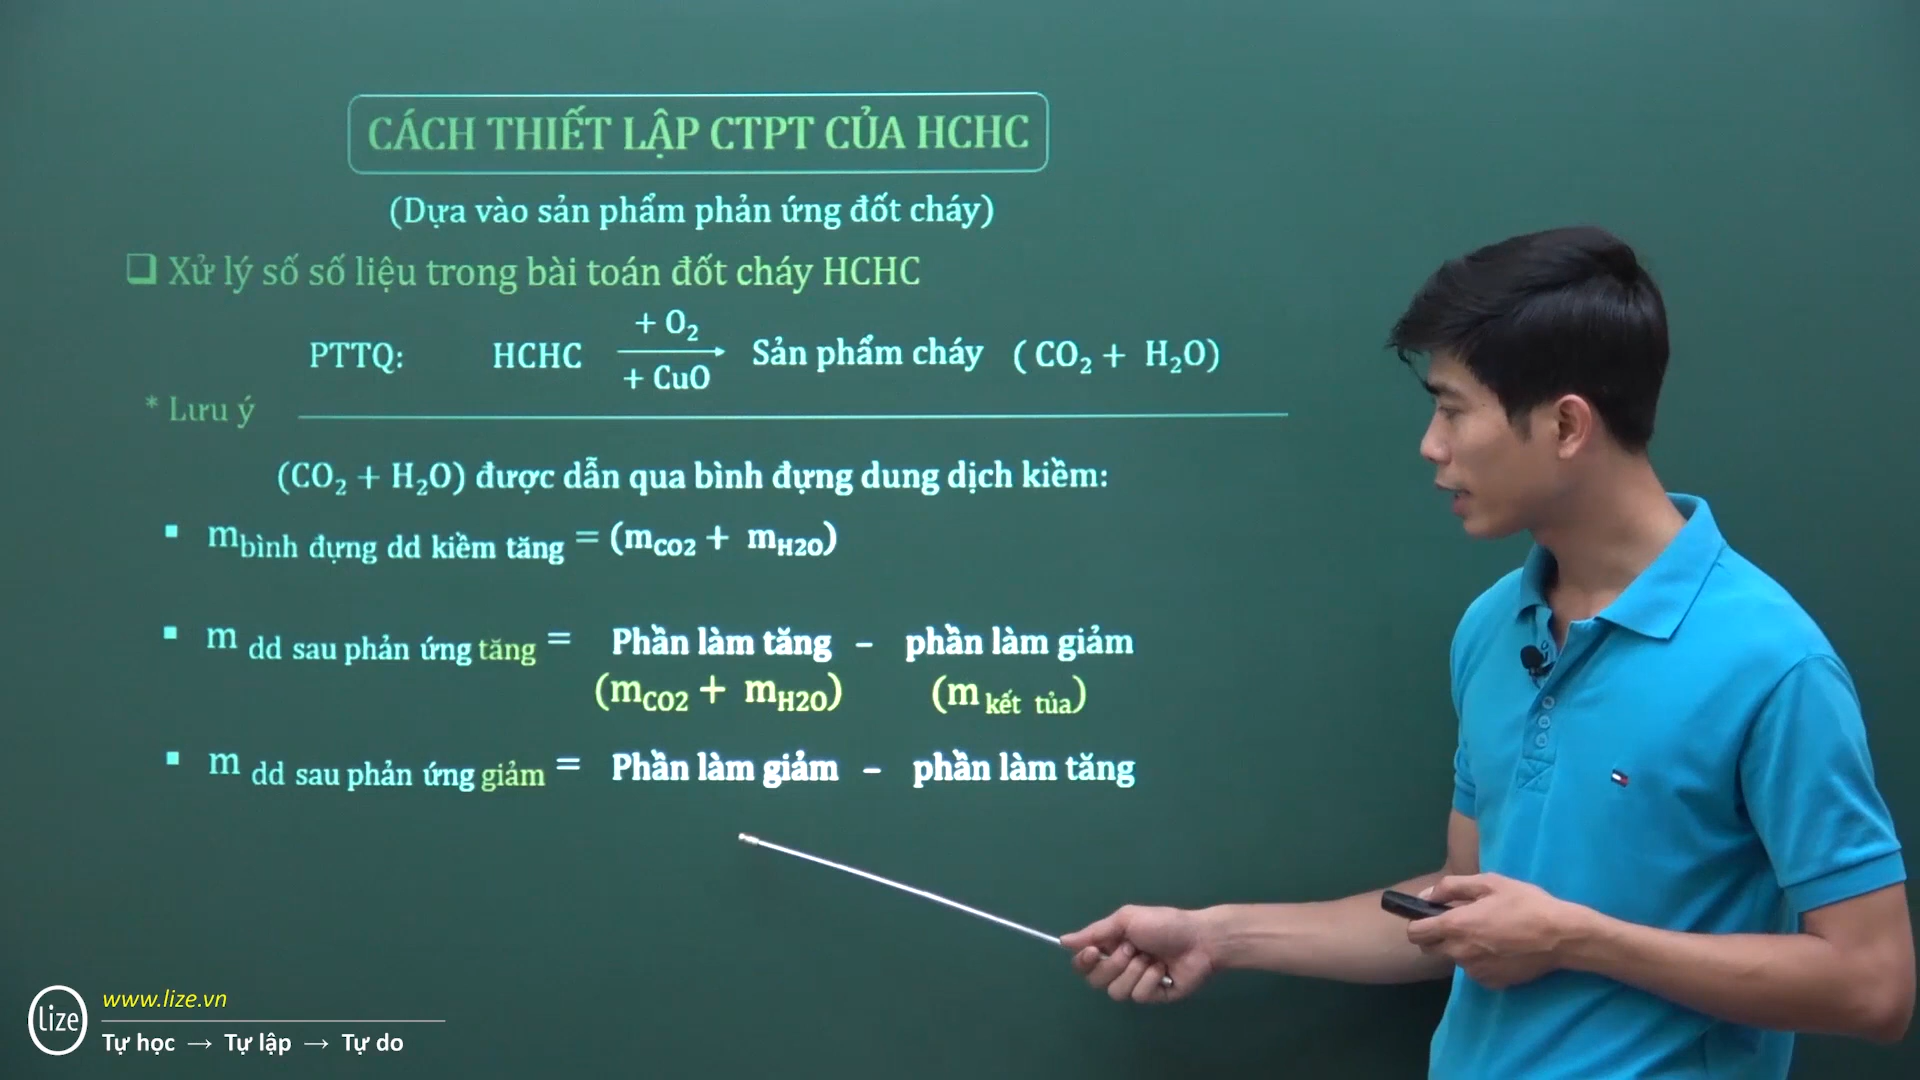 CÁCH THIẾT LẬP CTPT CỦA HCHC
(Dựa vào sản phẩm phản ứng đốt cháy)
❑ Xử lý số số liệu trong bài toán đốt cháy HCHC
+ O₂
PTTQ: HCHC → Sản phẩm cháy ( CO₂ + H₂O)
+ CuO
* Lưu ý
(CO₂ + H₂O) được dẫn qua bình đựng dung dịch kiềm:
▪ m bình đựng dd kiềm tăng = (mCO2 + mH2O)
▪ m dd sau phản ứng tăng = Phần làm tăng – phần làm giảm
(mCO2 + mH2O) (m kết tủa)
▪ m dd sau phản ứng giảm = Phần làm giảm – phần làm tăng
lize
www.lize.vn
Tự học → Tự lập → Tự do